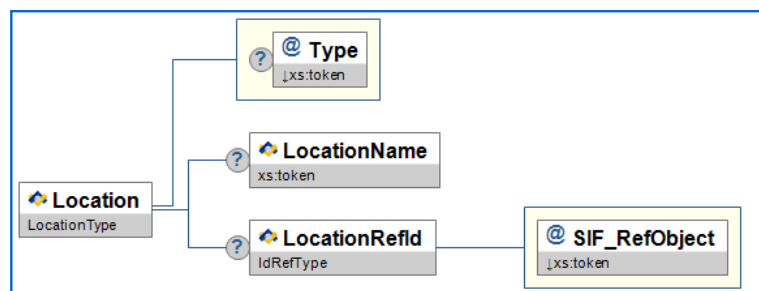 ? @ Type
↓xs:token
? LocationName
xs:token
Location
LocationType
? LocationRefId
IdRefType
@ SIF_RefObject
↓xs:token